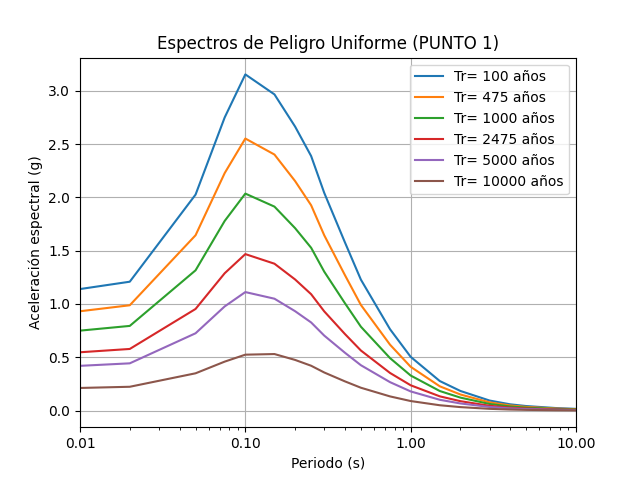 Espectros de Peligro Uniforme (PUNTO 1)
Tr= 100 años
Tr= 475 años
Tr= 1000 años
Tr= 2475 años
Tr= 5000 años
Tr= 10000 años
Aceleración espectral (g)
3.0
2.5
2.0
1.5
1.0
0.5
0.0
0.01 0.10 1.00 10.00
Periodo (s)